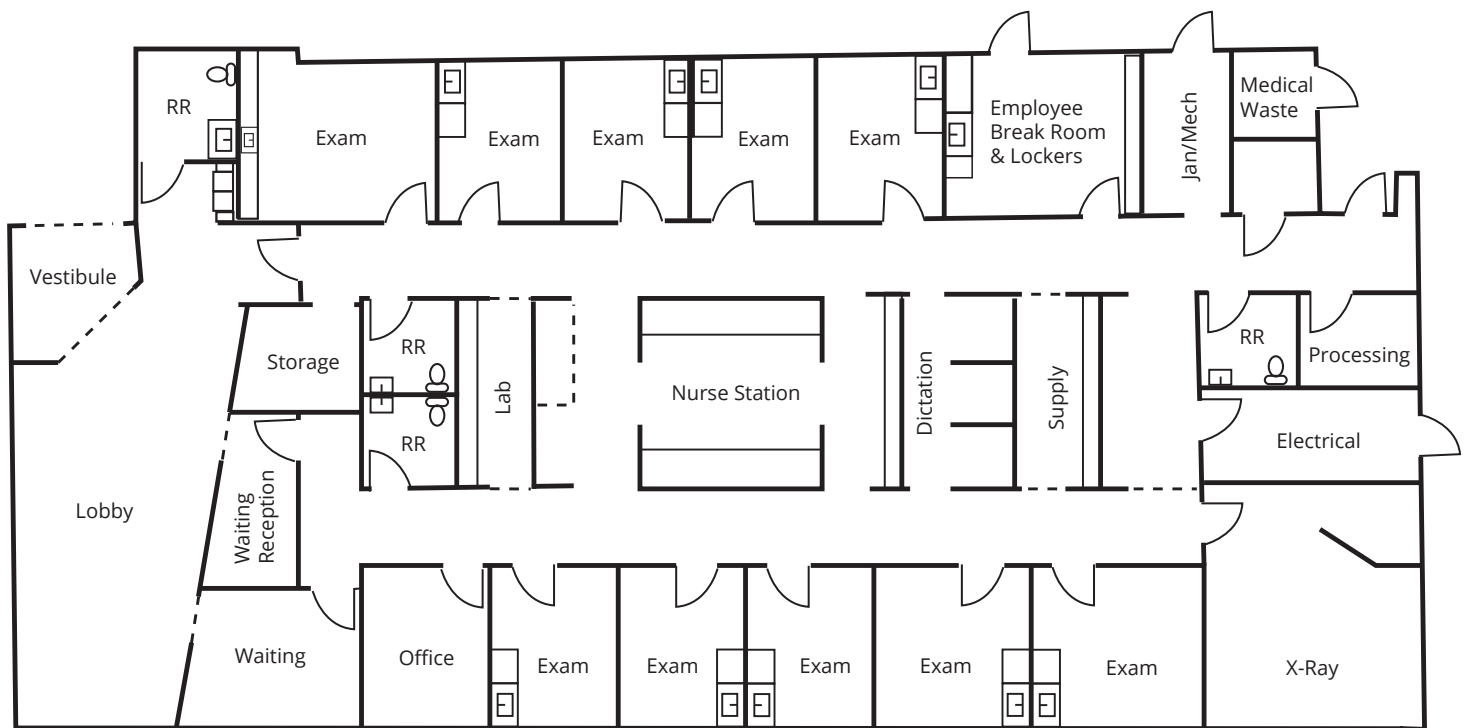 RR
Exam
Exam
Exam
Exam
Exam
Employee
Break Room
& Lockers
Jan/Mech
Medical
Waste
Vestibule
Storage
RR
RR
Lab
Nurse Station
Dictation
Supply
RR
Processing
Electrical
Lobby
Waiting
Reception
Waiting
Office
Exam
Exam
Exam
Exam
Exam
X-Ray